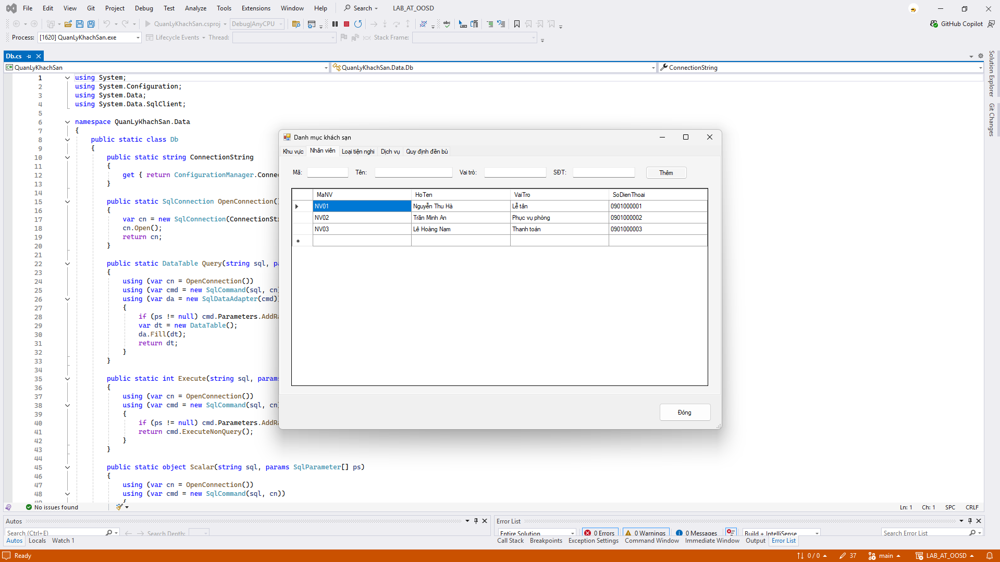 File Edit View Git Project Debug Test Analyze Tools Extensions Window Help Search LAB_AT_OOSD
QuanLyKhachSan.csproj Debug|AnyCPU GitHub Copilot
Process: [1620] QuanLyKhachSan.exe Lifecycle Events Thread: Stack Frame:
Db.cs
QuanLyKhachSan QuanLyKhachSan.Data.Db ConnectionString
Solution Explorer
Git Changes
1 using System;
2 using System.Configuration;
3 using System.Data;
4 using System.Data.SqlClient;
5
6 namespace QuanLyKhachSan.Data
7 {
8 public static class Db
9 {
10 public static string ConnectionString
11 {
12 get { return ConfigurationManager.Conne
13 }
14
15 public static SqlConnection OpenConnection()
16 {
17 var cn = new SqlConnection(ConnectionStr
18 cn.Open();
19 return cn;
20 }
21
22 public static DataTable Query(string sql, pa
23 {
24 using (var cn = OpenConnection())
25 using (var cmd = new SqlCommand(sql, cn)
26 using (var da = new SqlDataAdapter(cmd))
27 {
28 if (ps != null) cmd.Parameters.AddRa
29 var dt = new DataTable();
30 da.Fill(dt);
31 return dt;
32 }
33 }
34
35 public static int Execute(string sql, params
36 {
37 using (var cn = OpenConnection())
38 using (var cmd = new SqlCommand(sql, cn)
39 {
40 if (ps != null) cmd.Parameters.AddRa
41 return cmd.ExecuteNonQuery();
42 }
43 }
44
45 public static object Scalar(string sql, params SqlParameter[] ps)
46 {
47 using (var cn = OpenConnection())
48 using (var cmd = new SqlCommand(sql, cn))
49 {
Danh mục khách sạn
Khu vực Nhân viên Loại tiện nghi Dịch vụ Quy định đền bù
Mã: Tên: Vai trò: SĐT: Thêm
MaNV HoTen VaiTro SoDienThoai
NV01 Nguyễn Thu Hà Lễ tân 0901000001
NV02 Trần Minh An Phục vụ phòng 0901000002
NV03 Lê Hoàng Nam Thanh toán 0901000003
Đóng
No issues found Ln: 1 Ch: 1 SPC CRLF
Autos
Search (Ctrl+E) Search Depth:
Autos Locals Watch 1
Error List
Entire Solution 0 Errors 0 Warnings 0 Messages Build + IntelliSense Search Error List
Call Stack Breakpoints Exception Settings Command Window Immediate Window Output Error List
Ready 0 / 0 37 main LAB_AT_OOSD